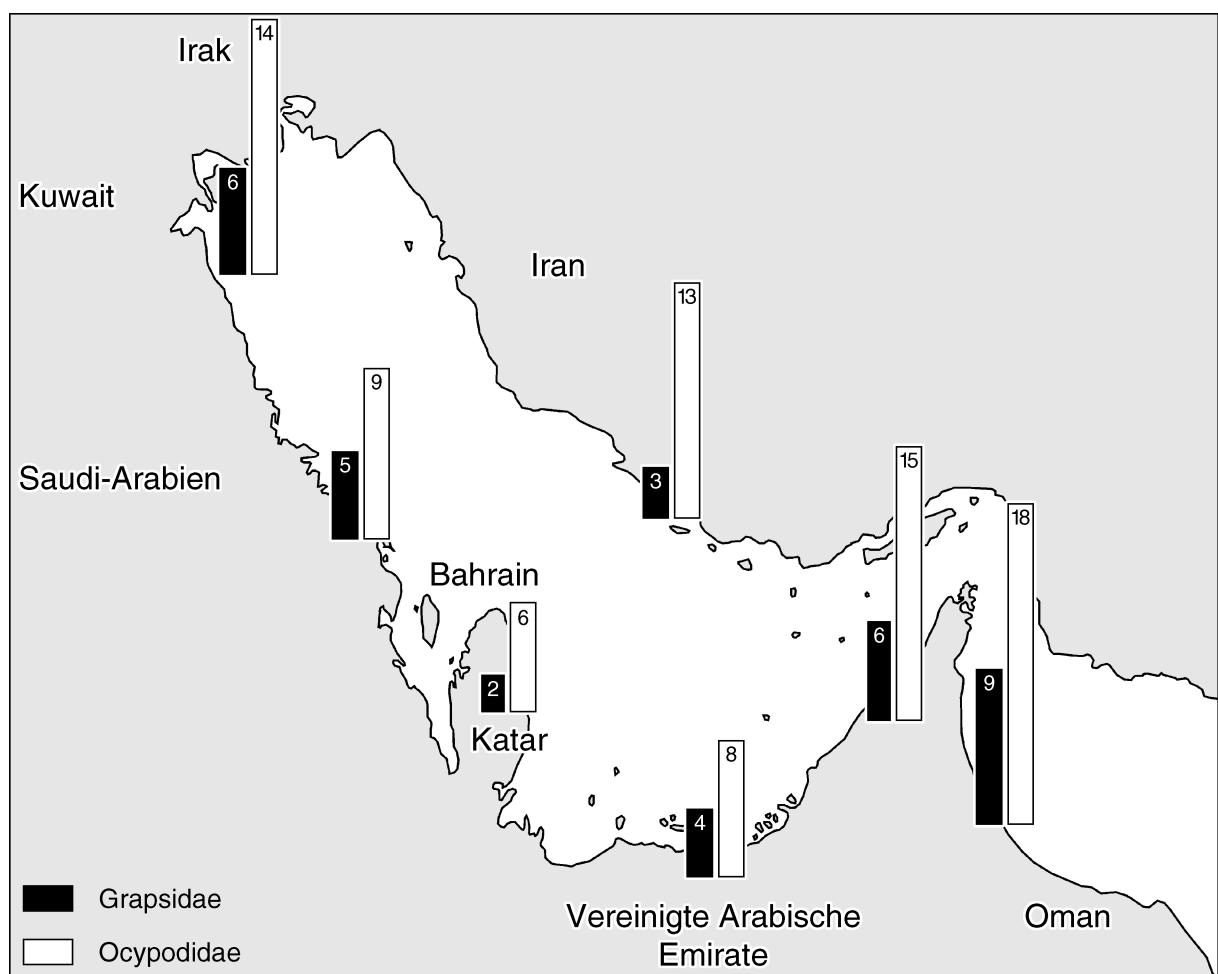 14
Irak
6
Kuwait
Iran
13
9
5
Saudi-Arabien
3
15
18
Bahrain
6
2
6
9
Katar
8
4
Grapsidae
Vereinigte Arabische
Emirate
Oman
Ocypodidae